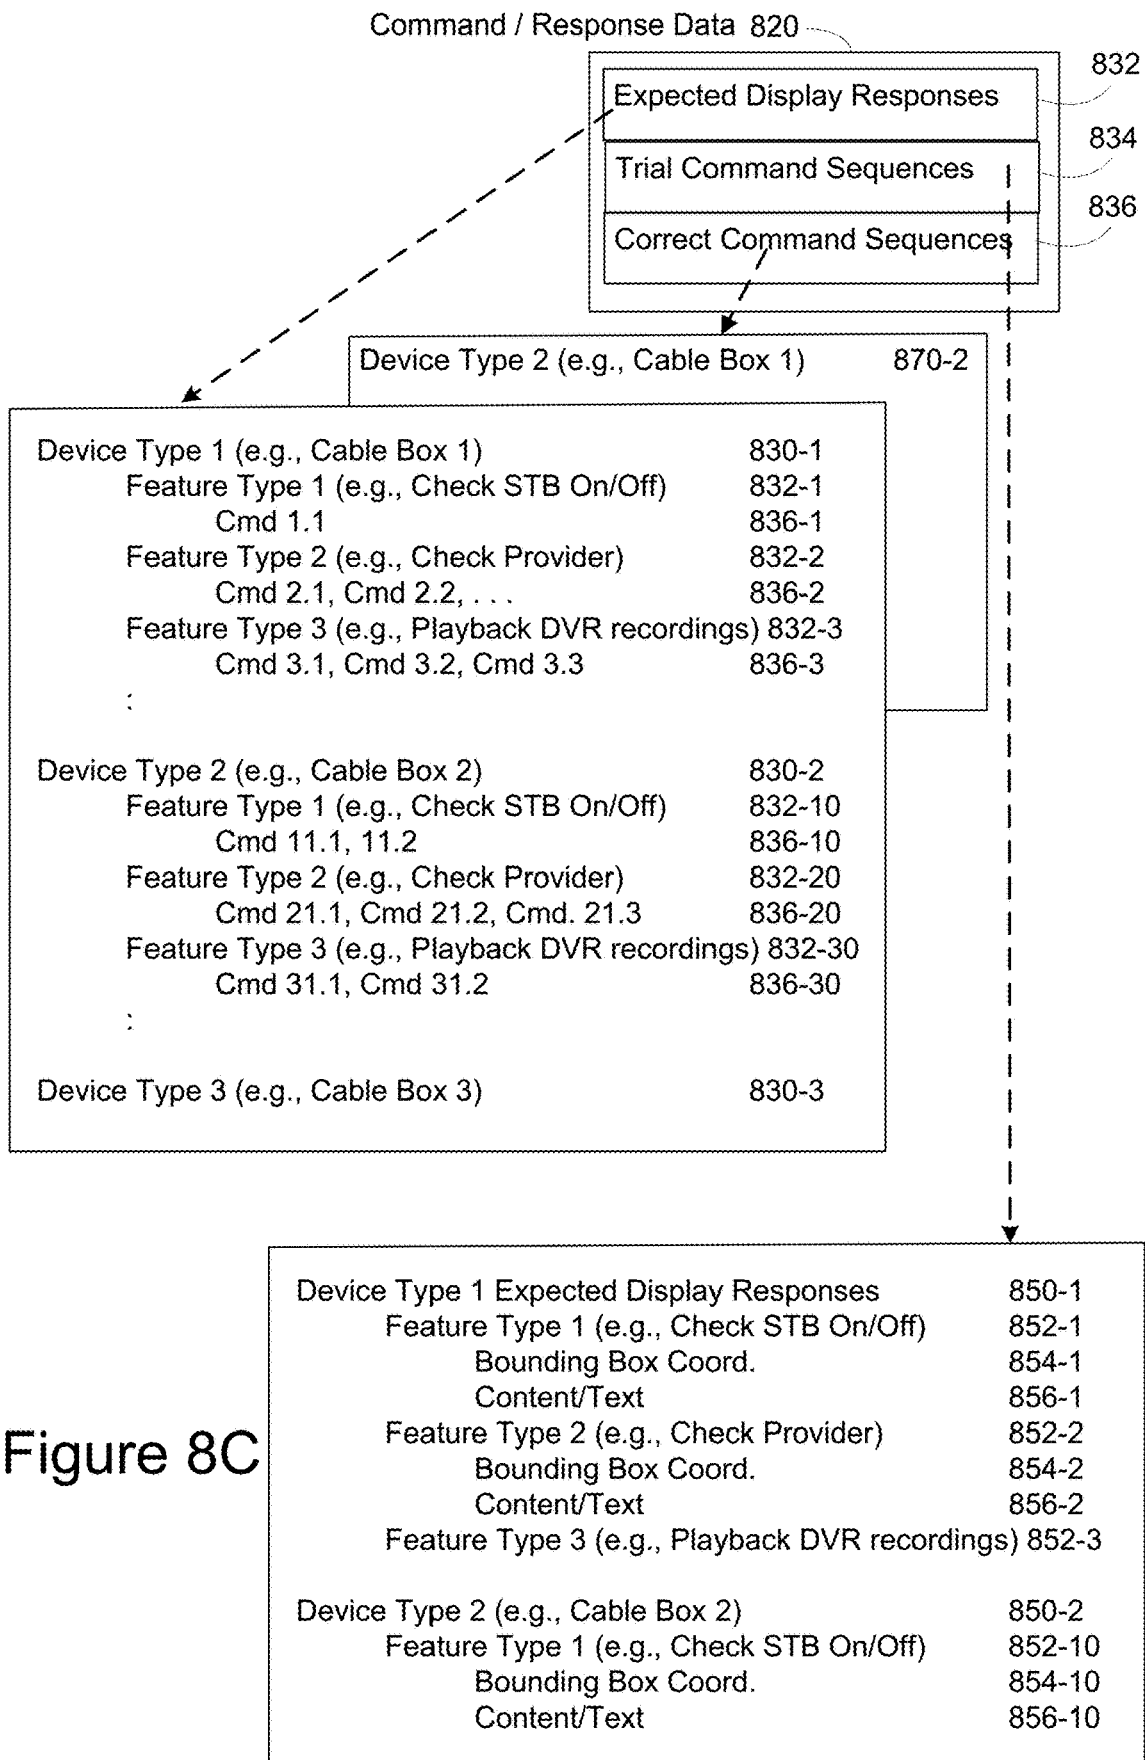 Command / Response Data 820
Expected Display Responses 832
Trial Command Sequences 834
Correct Command Sequences 836
Device Type 2 (e.g., Cable Box 1) 870-2
Device Type 1 (e.g., Cable Box 1) 830-1
Feature Type 1 (e.g., Check STB On/Off) 832-1
Cmd 1.1 836-1
Feature Type 2 (e.g., Check Provider) 832-2
Cmd 2.1, Cmd 2.2, . . . 836-2
Feature Type 3 (e.g., Playback DVR recordings) 832-3
Cmd 3.1, Cmd 3.2, Cmd 3.3 836-3
:
Device Type 2 (e.g., Cable Box 2) 830-2
Feature Type 1 (e.g., Check STB On/Off) 832-10
Cmd 11.1, 11.2 836-10
Feature Type 2 (e.g., Check Provider) 832-20
Cmd 21.1, Cmd 21.2, Cmd. 21.3 836-20
Feature Type 3 (e.g., Playback DVR recordings) 832-30
Cmd 31.1, Cmd 31.2 836-30
:
Device Type 3 (e.g., Cable Box 3) 830-3
Device Type 1 Expected Display Responses 850-1
Feature Type 1 (e.g., Check STB On/Off) 852-1
Bounding Box Coord. 854-1
Content/Text 856-1
Feature Type 2 (e.g., Check Provider) 852-2
Bounding Box Coord. 854-2
Content/Text 856-2
Feature Type 3 (e.g., Playback DVR recordings) 852-3
Device Type 2 (e.g., Cable Box 2) 850-2
Feature Type 1 (e.g., Check STB On/Off) 852-10
Bounding Box Coord. 854-10
Content/Text 856-10
Figure 8C